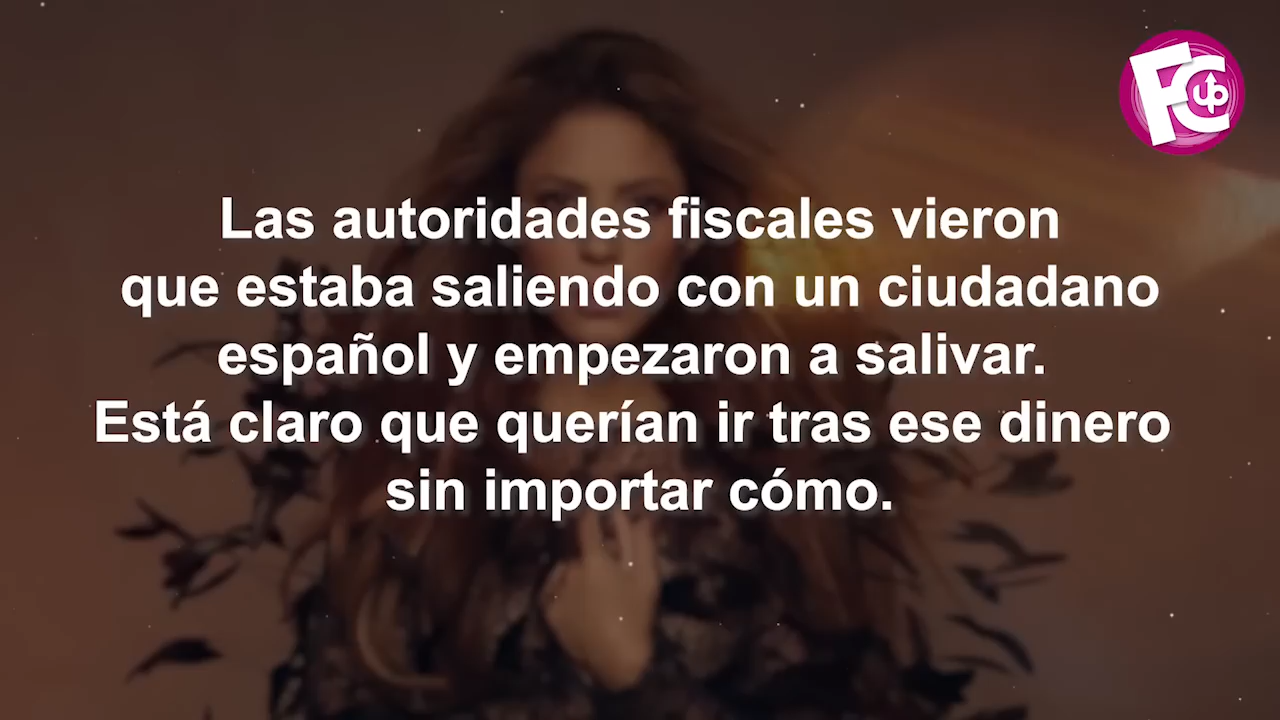 FC up
Las autoridades fiscales vieron
que estaba saliendo con un ciudadano
español y empezaron a salivar.
Está claro que querían ir tras ese dinero
sin importar cómo.